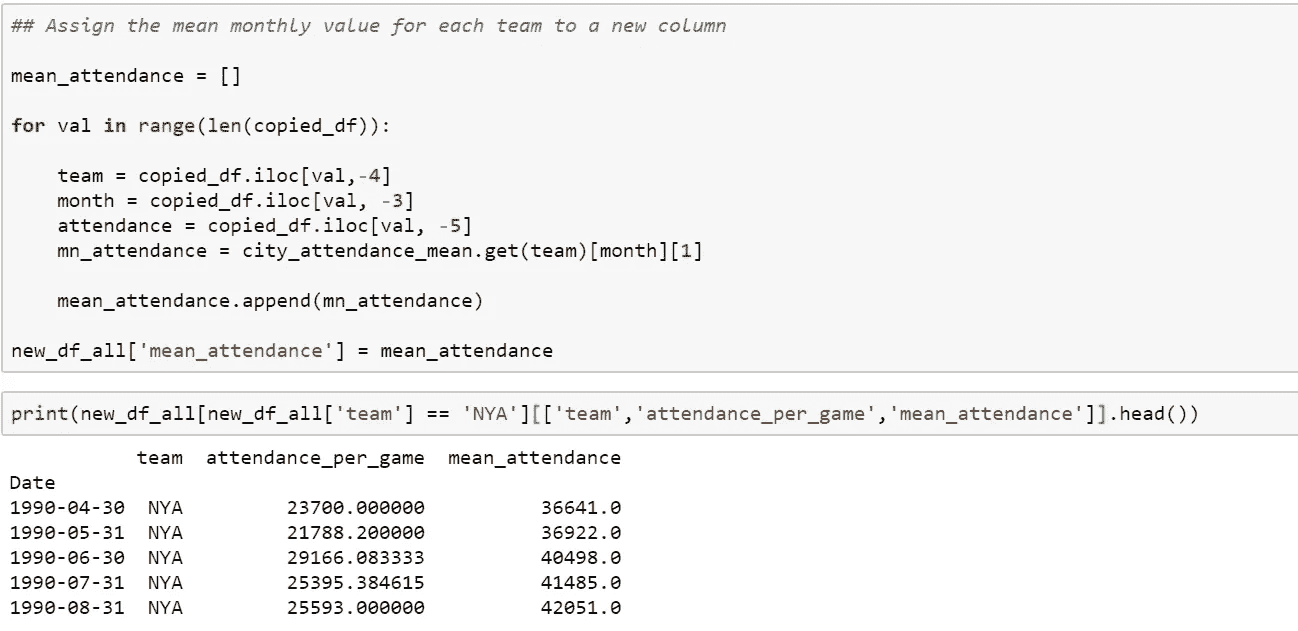 ## Assign the mean monthly value for each team to a new column
mean_attendance = []
for val in range(len(copied_df)):
team = copied_df.iloc[val,-4]
month = copied_df.iloc[val, -3]
attendance = copied_df.iloc[val, -5]
mn_attendance = city_attendance_mean.get(team)[month][1]
mean_attendance.append(mn_attendance)
new_df_all['mean_attendance'] = mean_attendance
print(new_df_all[new_df_all['team'] == 'NYA'][['team','attendance_per_game','mean_attendance']].head())
team attendance_per_game mean_attendance
Date
1990-04-30 NYA 23700.000000 36641.0
1990-05-31 NYA 21788.200000 36922.0
1990-06-30 NYA 29166.083333 40498.0
1990-07-31 NYA 25395.384615 41485.0
1990-08-31 NYA 25593.000000 42051.0